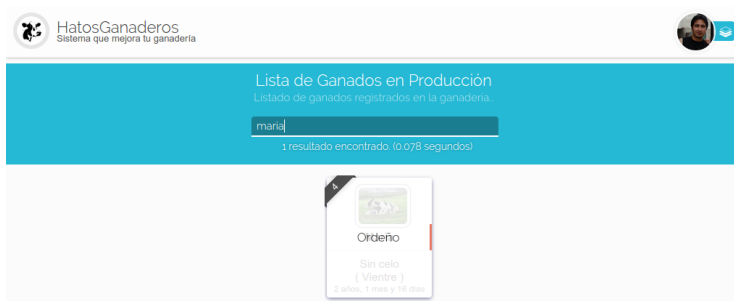 HatosGanaderos
Sistema que mejora tu ganadería
Lista de Ganados en Producción
Listado de ganados registrados en la ganaderia..
maria
1 resultado encontrado. (0.078 segundos)
4
Ordeño
Sin celo
( Vientre )
2 años, 1 mes y 16 días